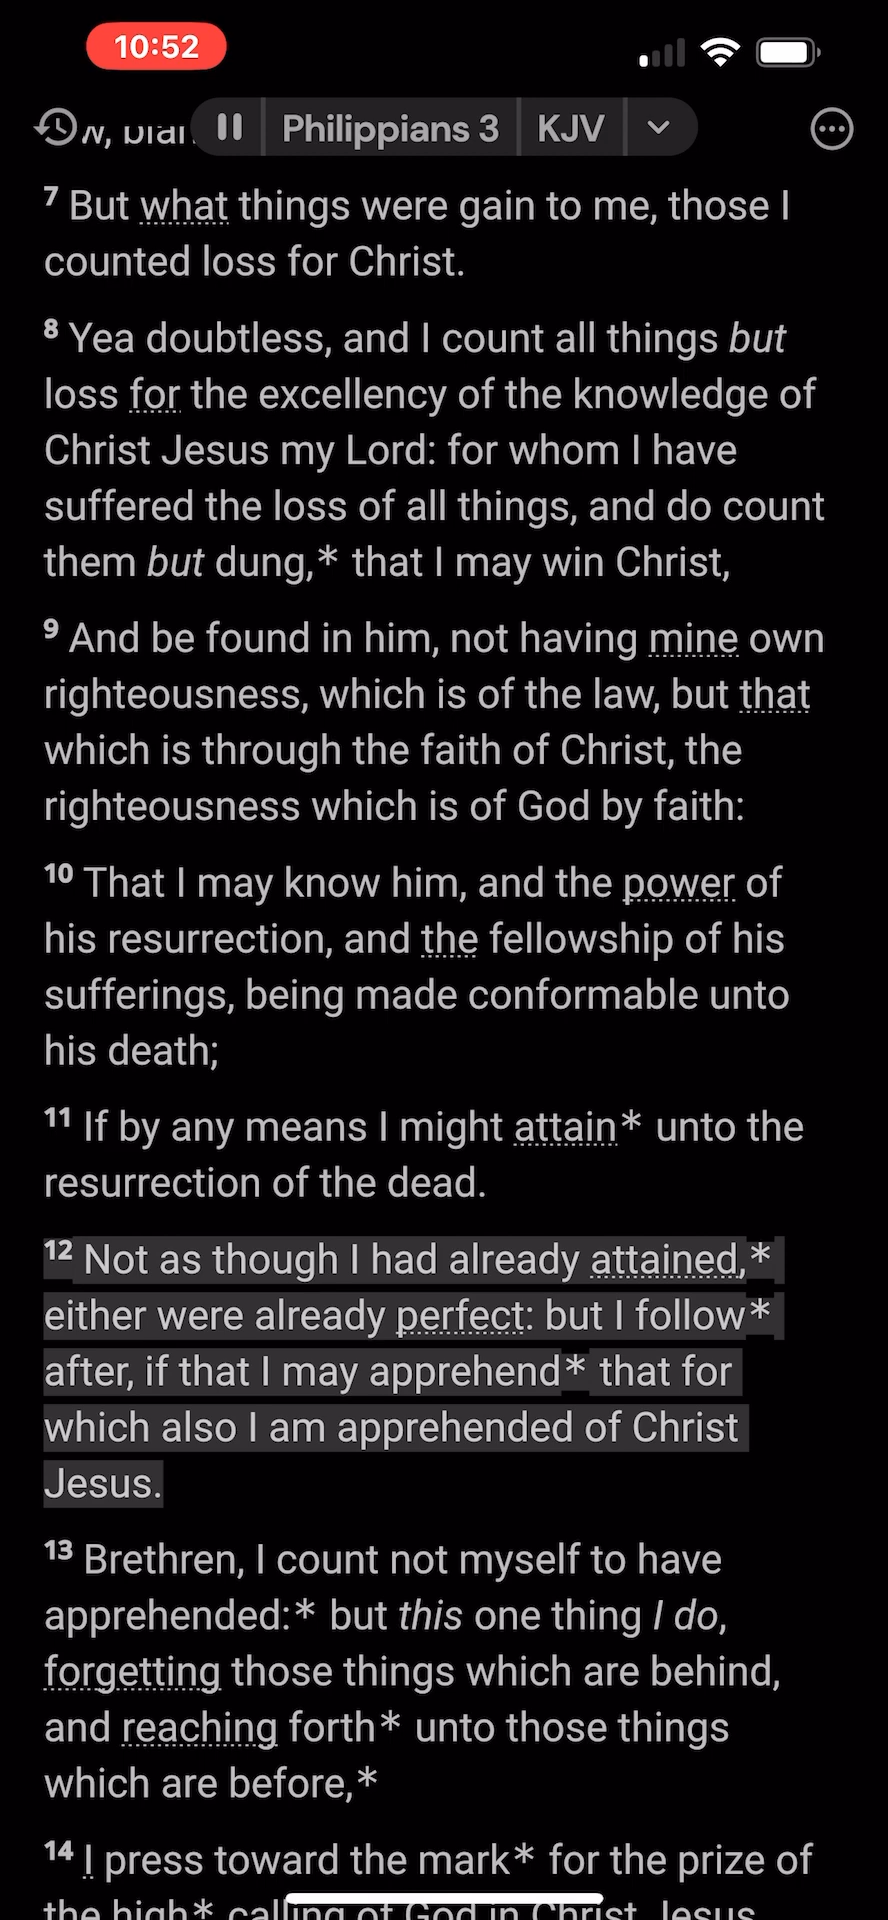 10:52
Philippians 3 KJV
7 But what things were gain to me, those I
counted loss for Christ.
8 Yea doubtless, and I count all things but
loss for the excellency of the knowledge of
Christ Jesus my Lord: for whom I have
suffered the loss of all things, and do count
them but dung,* that I may win Christ,
9 And be found in him, not having mine own
righteousness, which is of the law, but that
which is through the faith of Christ, the
righteousness which is of God by faith:
10 That I may know him, and the power of
his resurrection, and the fellowship of his
sufferings, being made conformable unto
his death;
11 If by any means I might attain* unto the
resurrection of the dead.
12 Not as though I had already attained,*
either were already perfect: but I follow*
after, if that I may apprehend* that for
which also I am apprehended of Christ
Jesus.
13 Brethren, I count not myself to have
apprehended:* but this one thing I do,
forgetting those things which are behind,
and reaching forth* unto those things
which are before,*
14 I press toward the mark* for the prize of
the high* calling of God in Christ Jesus